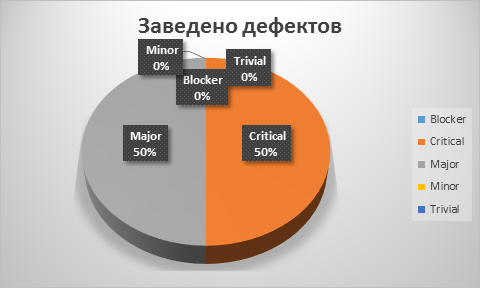 Заведено дефектов
Minor
0%
Trivial
0%
Blocker
0%
Major
50%
Critical
50%
Blocker
Critical
Major
Minor
Trivial